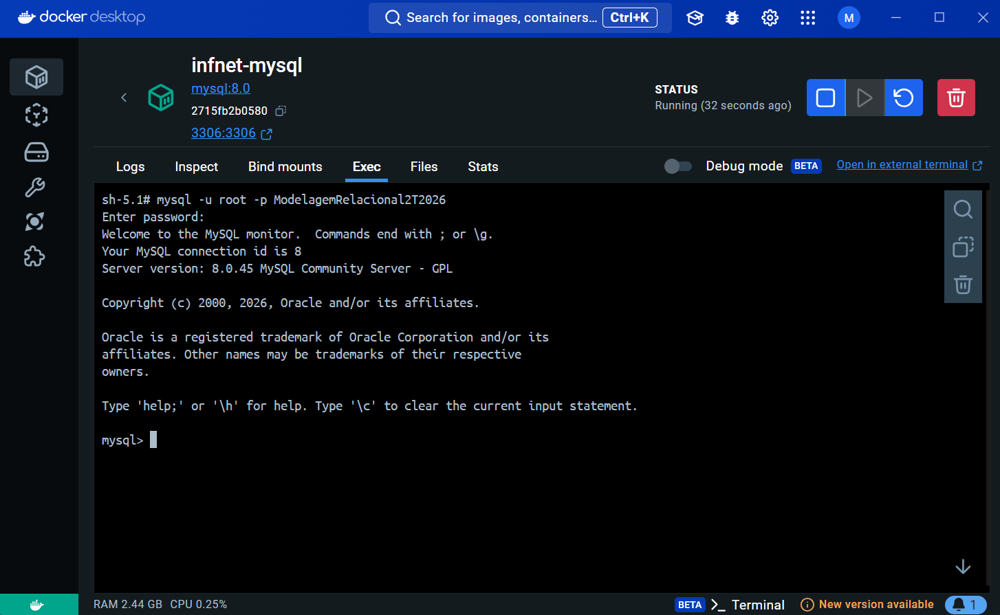 docker desktop
Search for images, containers… Ctrl+K
M
infnet-mysql
mysql:8.0
2715fb2b0580
3306:3306
STATUS
Running (32 seconds ago)
Logs Inspect Bind mounts Exec Files Stats
Debug mode BETA Open in external terminal
sh-5.1# mysql -u root -p ModelagemRelacional2T2026
Enter password:
Welcome to the MySQL monitor.  Commands end with ; or \g.
Your MySQL connection id is 8
Server version: 8.0.45 MySQL Community Server - GPL
Copyright (c) 2000, 2026, Oracle and/or its affiliates.
Oracle is a registered trademark of Oracle Corporation and/or its
affiliates. Other names may be trademarks of their respective
owners.
Type 'help;' or '\h' for help. Type '\c' to clear the current input statement.
mysql>
RAM 2.44 GB CPU 0.25%
BETA >_ Terminal New version available 1